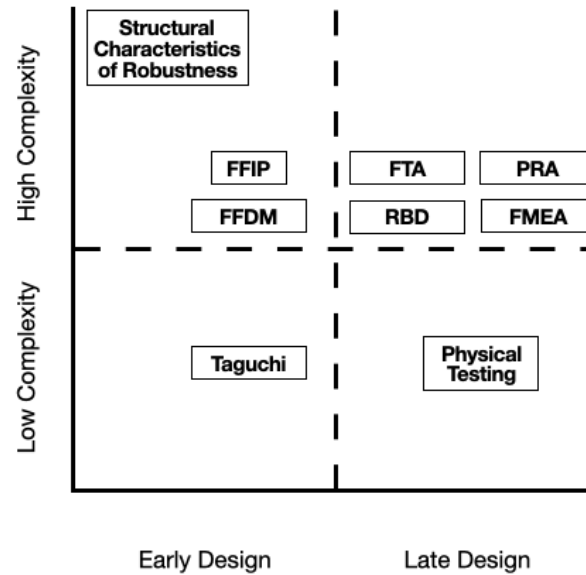 Structural
Characteristics
of Robustness
High Complexity
FFIP
FTA
PRA
FFDM
RBD
FMEA
Low Complexity
Taguchi
Physical
Testing
Early Design
Late Design